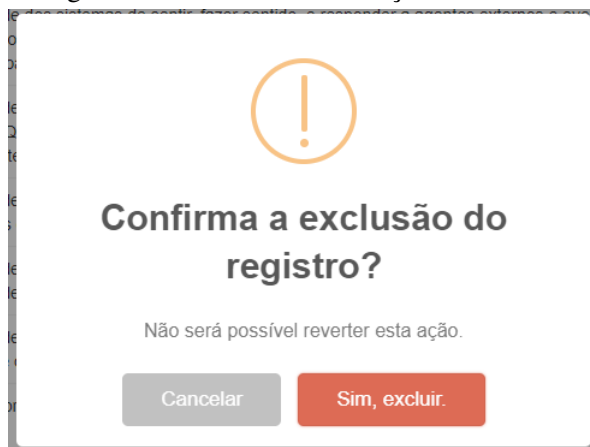 Confirma a exclusão do
registro?
Não será possível reverter esta ação.
Cancelar
Sim, excluir.